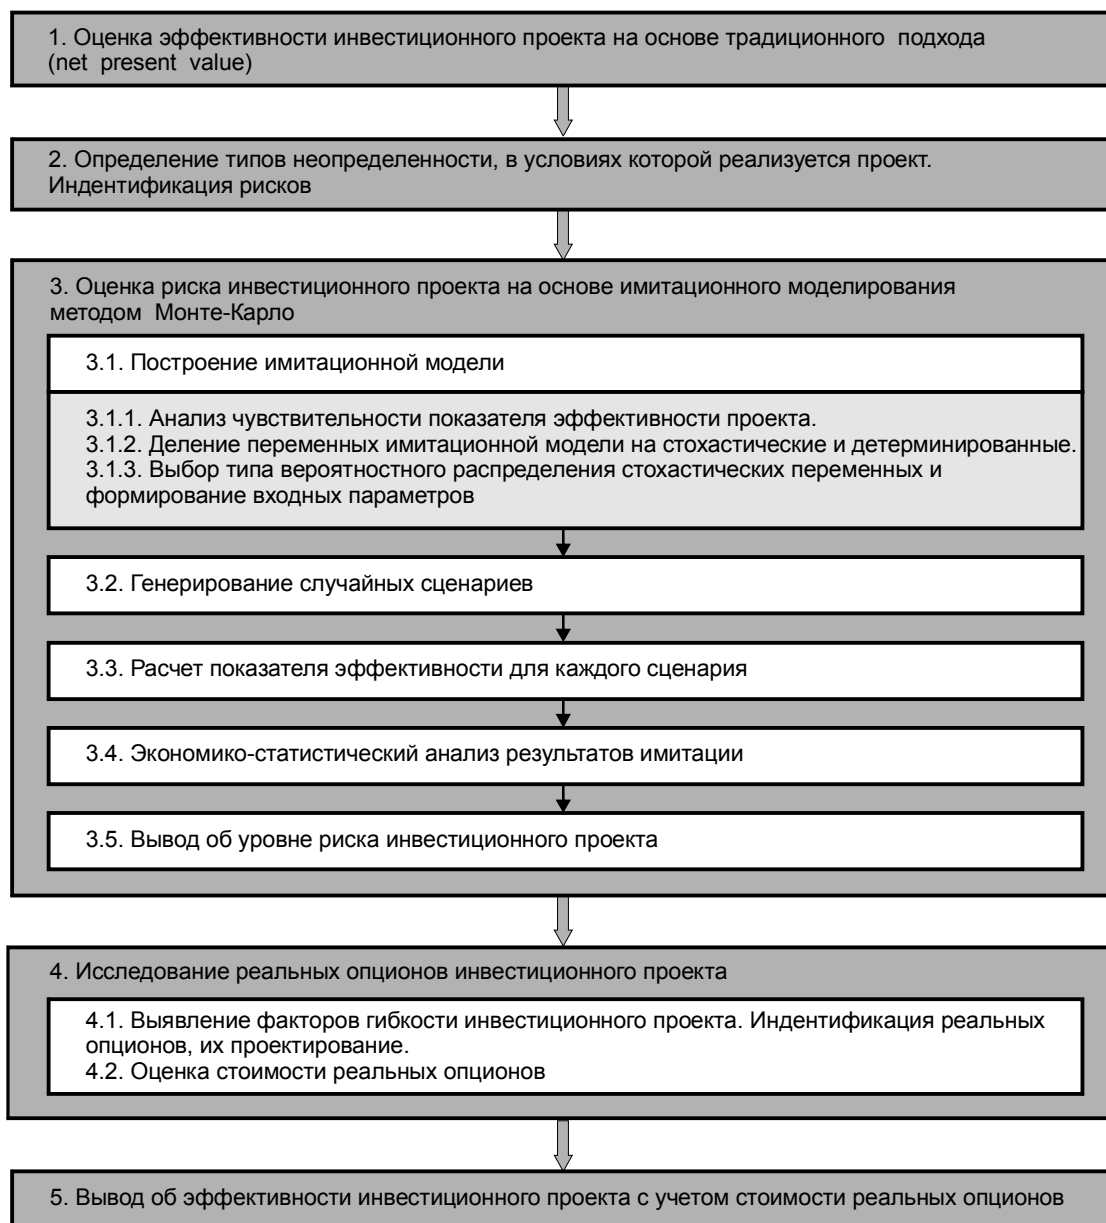 1. Оценка эффективности инвестиционного проекта на основе традиционного подхода
(net present value)
2. Определение типов неопределенности, в условиях которой реализуется проект.
Индентификация рисков
3. Оценка риска инвестиционного проекта на основе имитационного моделирования
методом Монте-Карло
3.1. Построение имитационной модели
3.1.1. Анализ чувствительности показателя эффективности проекта.
3.1.2. Деление переменных имитационной модели на стохастические и детерминированные.
3.1.3. Выбор типа вероятностного распределения стохастических переменных и
формирование входных параметров
3.2. Генерирование случайных сценариев
3.3. Расчет показателя эффективности для каждого сценария
3.4. Экономико-статистический анализ результатов имитации
3.5. Вывод об уровне риска инвестиционного проекта
4. Исследование реальных опционов инвестиционного проекта
4.1. Выявление факторов гибкости инвестиционного проекта. Индентификация реальных
опционов, их проектирование.
4.2. Оценка стоимости реальных опционов
5. Вывод об эффективности инвестиционного проекта с учетом стоимости реальных опционов